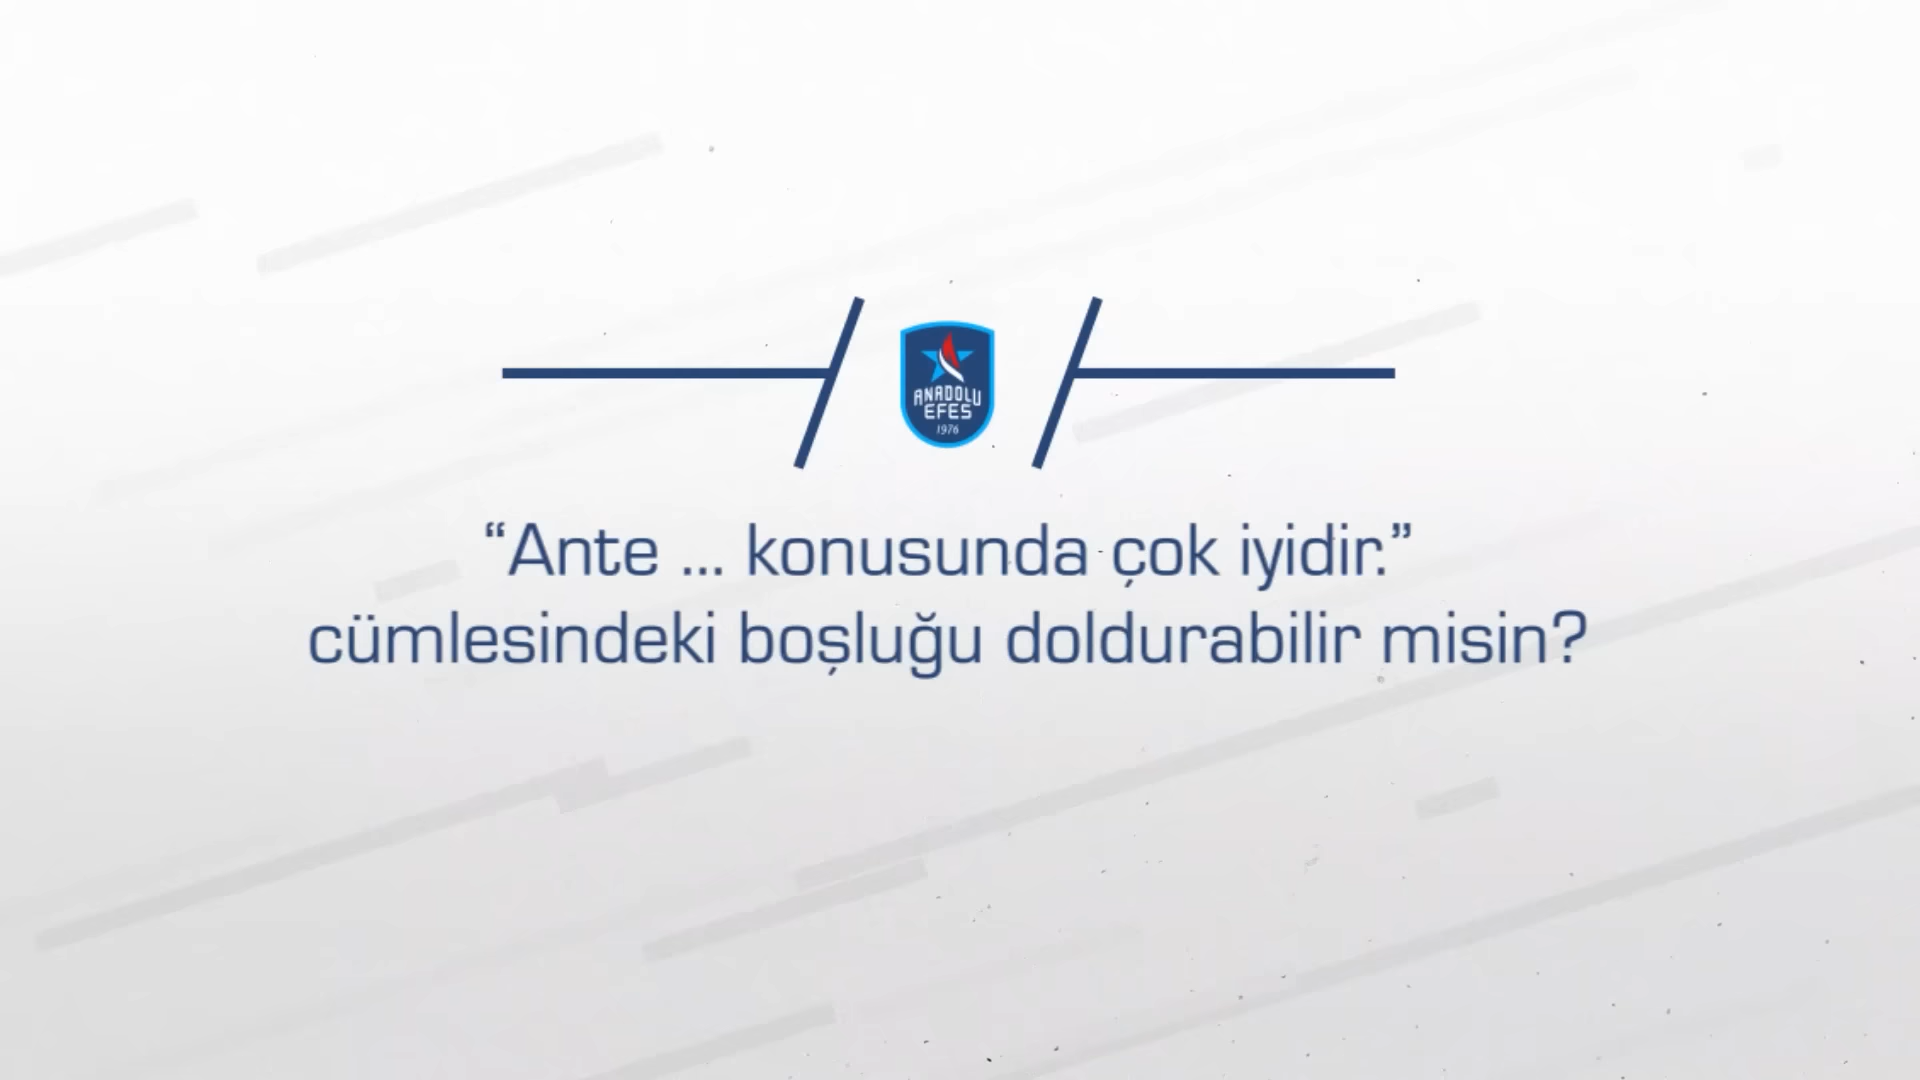 ANADOLU
EFES
1976
“Ante ... konusunda çok iyidir.”
cümlesindeki boşluğu doldurabilir misin?